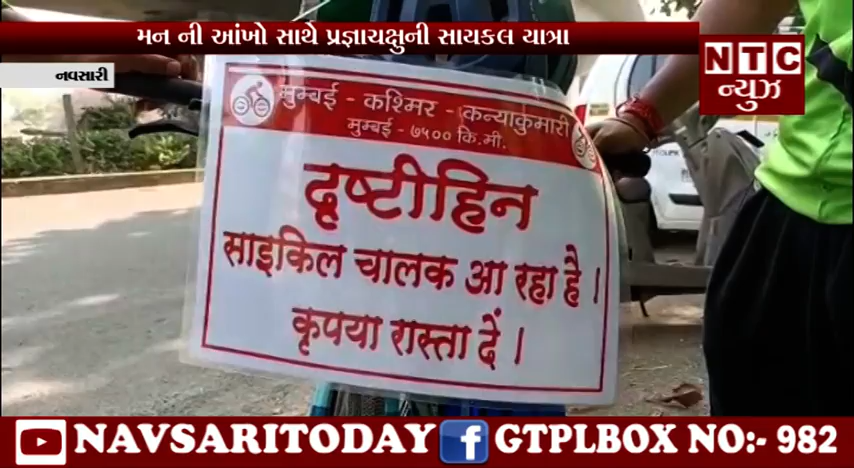 મન ની આંખો સાથે પ્રજ્ઞાચક્ષુની સાયકલ યાત્રા
નવસારી
NTC
ન્યુઝ
मुम्बई - कश्मिर - कन्याकुमारी
मुम्बई - ७५०० कि.मी.
दृष्टीहिन
साइकिल चालक आ रहा है ।
कृपया रास्ता दें ।
NAVSARITODAY GTPLBOX NO:- 982